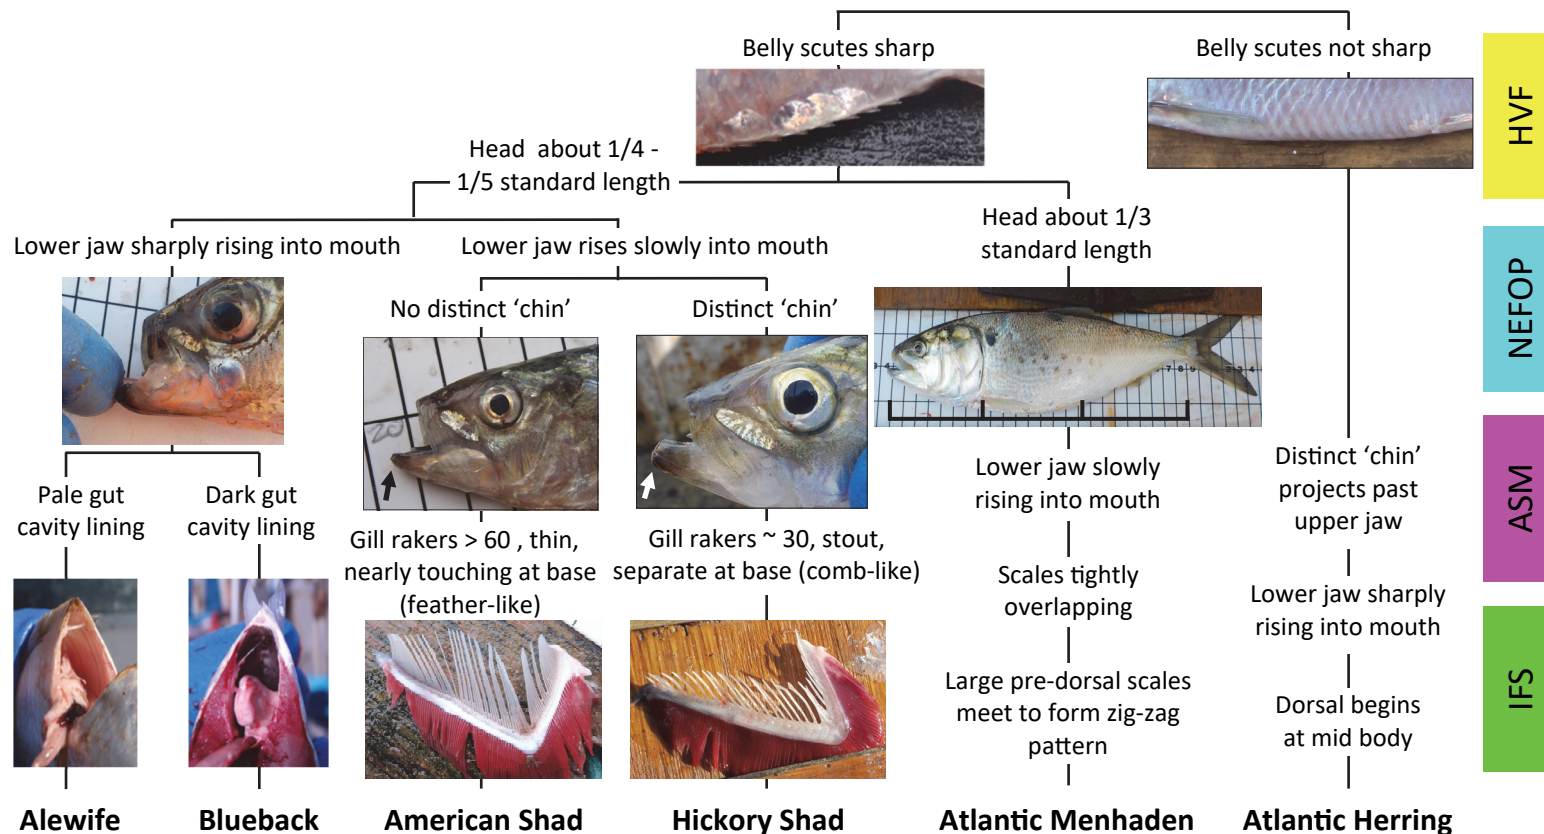 Belly scutes sharp
Belly scutes not sharp
Head about 1/4 -
1/5 standard length
Head about 1/3
standard length
Lower jaw sharply rising into mouth
Lower jaw rises slowly into mouth
No distinct ‘chin’
Distinct ‘chin’
Pale gut
cavity lining
Dark gut
cavity lining
Gill rakers > 60 , thin,
nearly touching at base
(feather-like)
Gill rakers ~ 30, stout,
separate at base (comb-like)
Lower jaw slowly
rising into mouth
Scales tightly
overlapping
Large pre-dorsal scales
meet to form zig-zag
pattern
Distinct ‘chin’
projects past
upper jaw
Lower jaw sharply
rising into mouth
Dorsal begins
at mid body
Alewife
Blueback
American Shad
Hickory Shad
Atlantic Menhaden
Atlantic Herring
HVF
NEFOP
ASM
IFS